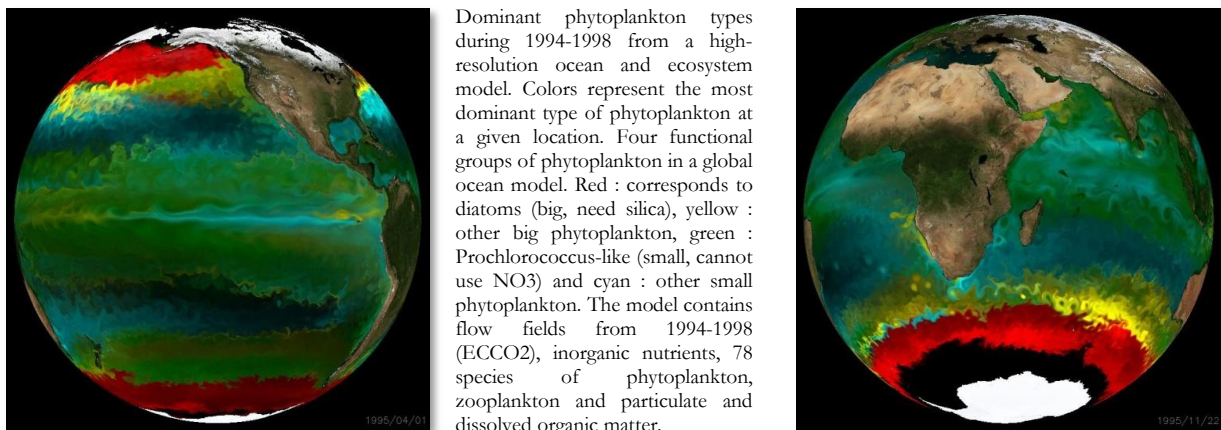 Dominant phytoplankton types
during 1994-1998 from a high-
resolution ocean and ecosystem
model. Colors represent the most
dominant type of phytoplankton at
a given location. Four functional
groups of phytoplankton in a global
ocean model. Red : corresponds to
diatoms (big, need silica), yellow :
other big phytoplankton, green :
Prochlorococcus-like (small, cannot
use NO3) and cyan : other small
phytoplankton. The model contains
flow fields from 1994-1998
(ECCO2), inorganic nutrients, 78
species of phytoplankton,
zooplankton and particulate and
dissolved organic matter.
1995/04/01
1995/11/22